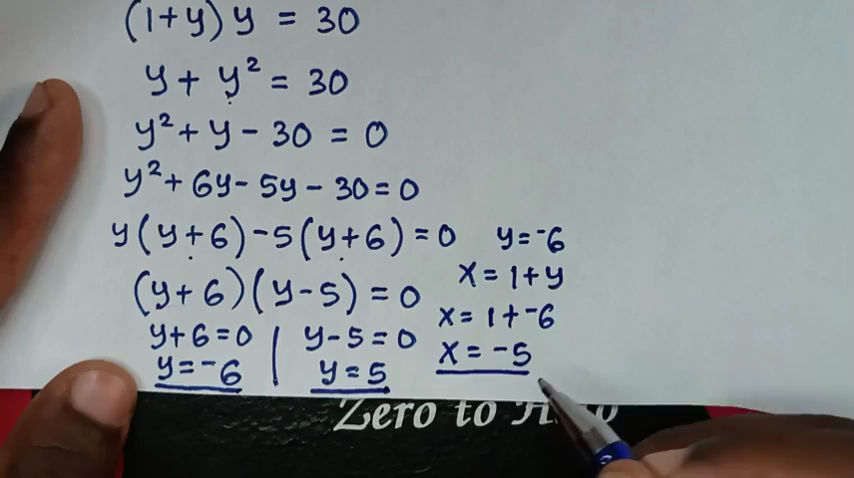 (1+y) y = 30
y + y² = 30
y² + y - 30 = 0
y² + 6y - 5y - 30 = 0
y(y+6) - 5(y+6) = 0
(y+6)(y-5) = 0
y+6=0 | y-5=0
y=-6 | y=5
y=-6
x = 1+y
x = 1+-6
x = -5
Zero to